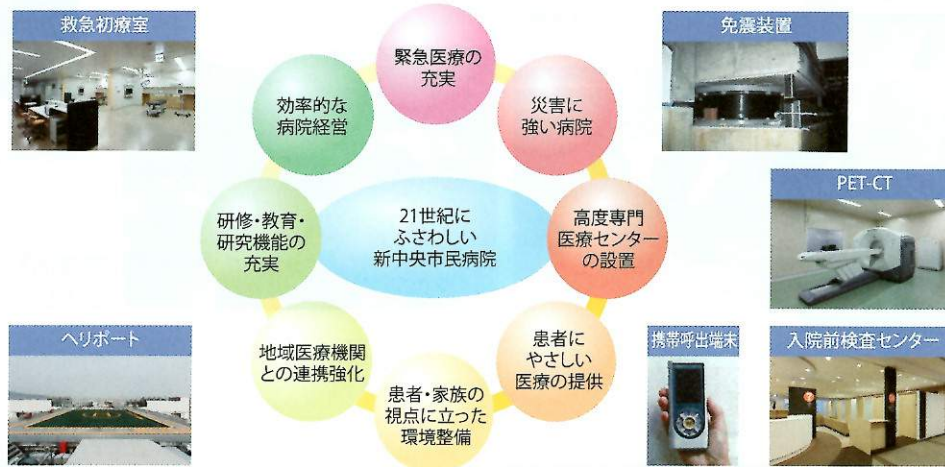 救急初療室
免震装置
緊急医療の
充実
効率的な
病院経営
災害に
強い病院
PET-CT
研修・教育・
研究機能の
充実
21世紀に
ふさわしい
新中央市民病院
高度専門
医療センター
の設置
ヘリポート
地域医療機関
との連携強化
患者・家族の
視点に立った
環境整備
患者に
やさしい
医療の提供
携帯呼出端末
入院前検査センター